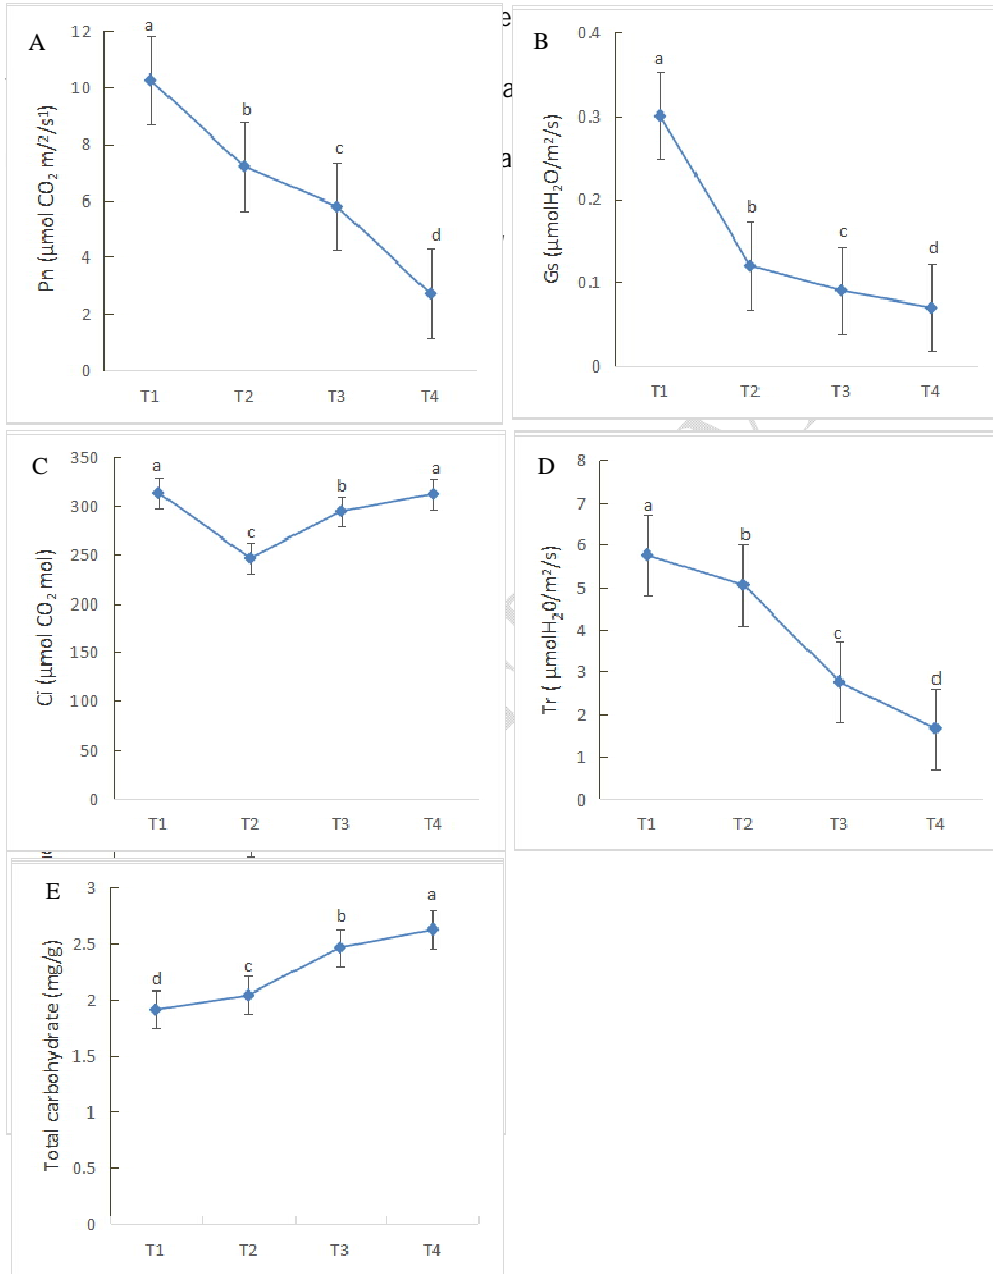 A
Pn (µmol CO2 m/2/s1)
12
10
8
6
4
2
0
a
b
c
d
T1 T2 T3 T4
e
a
a
B
Gs (µmolH2O/m2/s)
0.4
0.3
0.2
0.1
0
a
b
c
d
T1 T2 T3 T4
C
Ci (µmol CO2 mol)
350
300
250
200
150
100
50
0
a
c
b
a
T1 T2 T3 T4
D
Tr ( µmolH20/m2/s)
8
7
6
5
4
3
2
1
0
a
b
c
d
T1 T2 T3 T4
E
Total carbohydrate (mg/g)
3
2.5
2
1.5
1
0.5
0
d
c
b
a
T1 T2 T3 T4